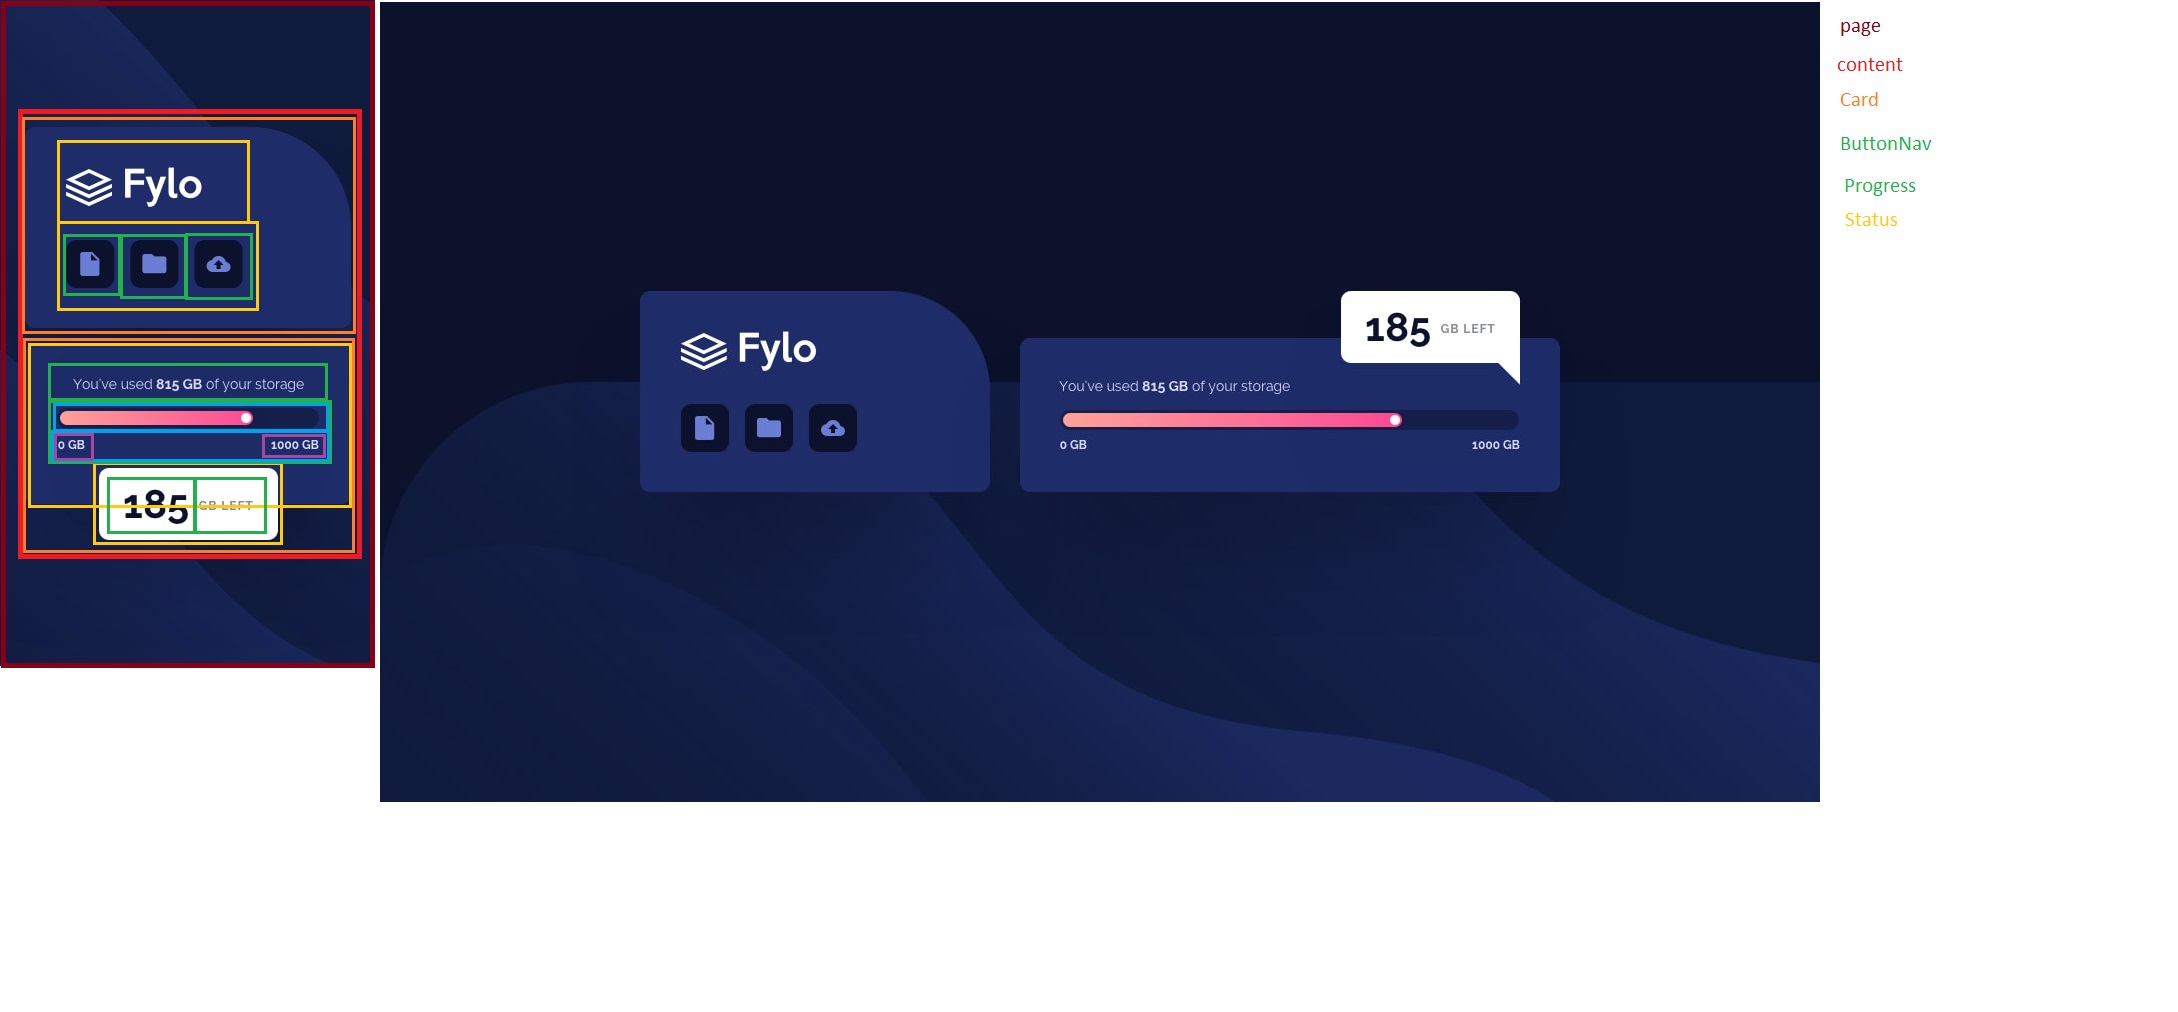 Fylo
You've used 815 GB of your storage
0 GB
1000 GB
185 GB LEFT
Fylo
185 GB LEFT
You've used 815 GB of your storage
0 GB
1000 GB
page
content
Card
ButtonNav
Progress
Status